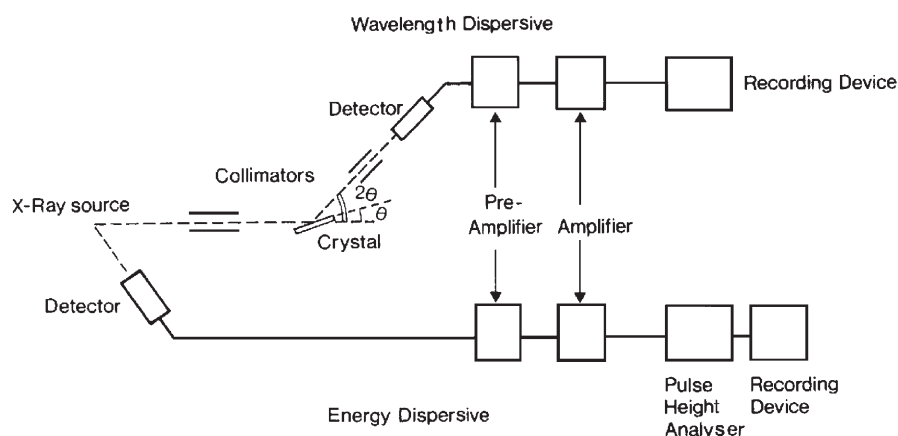 Wavelength Dispersive
Detector
Recording Device
Collimators
2θ
θ
X-Ray source
Pre-
Amplifier
Amplifier
Crystal
Detector
Pulse
Height
Analyser
Recording
Device
Energy Dispersive